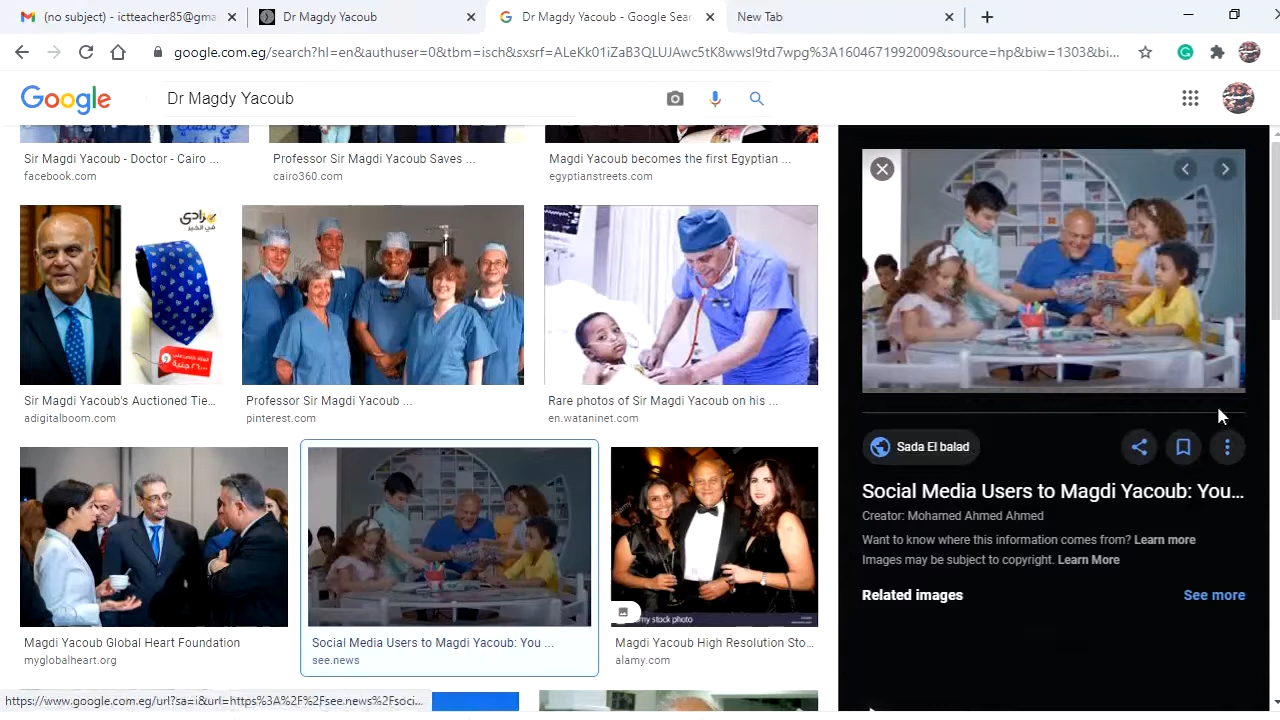 (no subject) - ictteacher85@gma
Dr Magdy Yacoub
Dr Magdy Yacoub - Google Sear
New Tab
google.com.eg/search?hl=en&authuser=0&tbm=isch&sxsrf=ALeKk01iZaB3QLUJAwc5tK8wwsI9td7wpg%3A1604671992009&source=hp&biw=1303&bi...
Google
Dr Magdy Yacoub
Sir Magdi Yacoub - Doctor - Cairo ...
facebook.com
Professor Sir Magdi Yacoub Saves ...
cairo360.com
Magdi Yacoub becomes the first Egyptian ...
egyptianstreets.com
مزادى
في الخير
Sir Magdi Yacoub's Auctioned Tie...
adigitalboom.com
Professor Sir Magdi Yacoub ...
pinterest.com
Rare photos of Sir Magdi Yacoub on his ...
en.wataninet.com
Magdi Yacoub Global Heart Foundation
myglobalheart.org
Social Media Users to Magdi Yacoub: You ...
see.news
alamy
my stock photo
Magdi Yacoub High Resolution Sto...
alamy.com
Sada El balad
Social Media Users to Magdi Yacoub: You...
Creator: Mohamed Ahmed Ahmed
Want to know where this information comes from? Learn more
Images may be subject to copyright. Learn More
Related images
See more
https://www.google.com.eg/url?sa=i&url=https%3A%2F%2Fsee.news%2Fsoci...